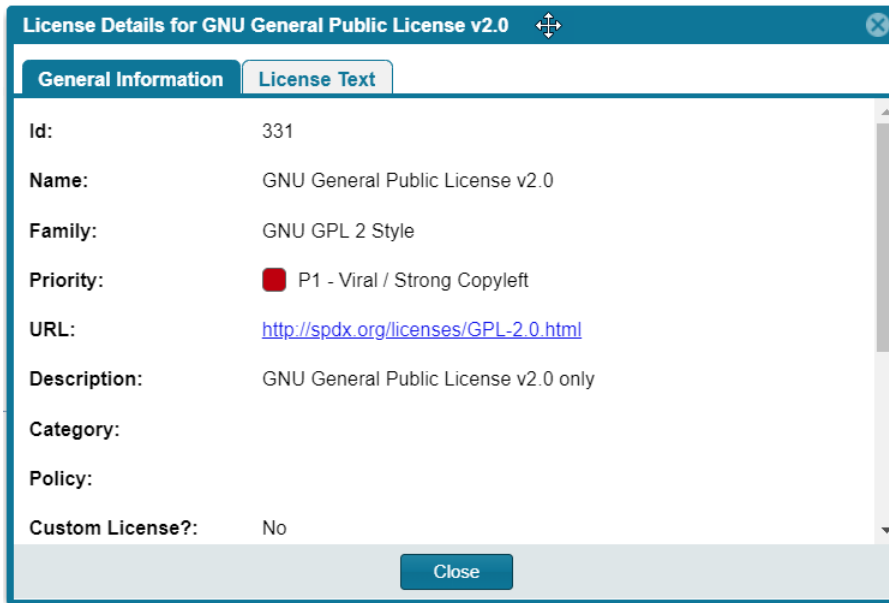 License Details for GNU General Public License v2.0
General Information License Text
Id: 331
Name: GNU General Public License v2.0
Family: GNU GPL 2 Style
Priority: P1 - Viral / Strong Copyleft
URL: http://spdx.org/licenses/GPL-2.0.html
Description: GNU General Public License v2.0 only
Category:
Policy:
Custom License?: No
Close